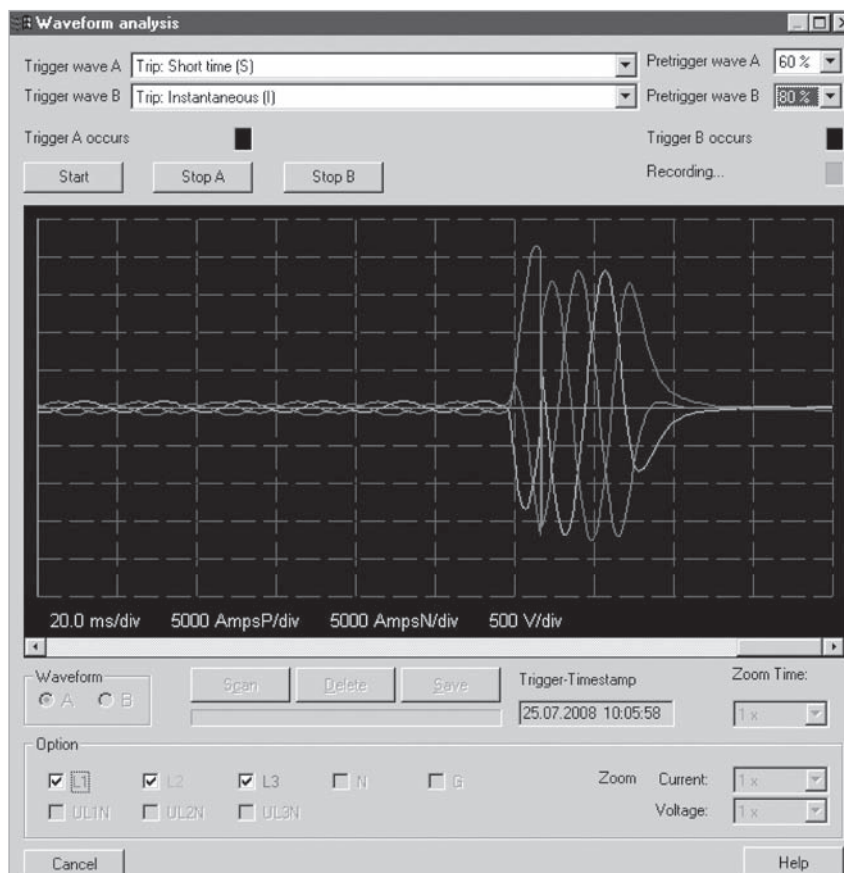 Waveform analysis
Trigger wave A Trip: Short time (S) Pretrigger wave A 60 %
Trigger wave B Trip: Instantaneous (I) Pretrigger wave B 80 %
Trigger A occurs Trigger B occurs
Start Stop A Stop B Recording...
20.0 ms/div 5000 AmpsP/div 5000 AmpsN/div 500 V/div
Waveform Scan Delete Save Trigger-Timestamp Zoom Time:
A B 25.07.2008 10:05:58 1 x
Option
L1 L2 L3 N G Zoom Current: 1 x
UL1N UL2N UL3N Voltage: 1 x
Cancel Help